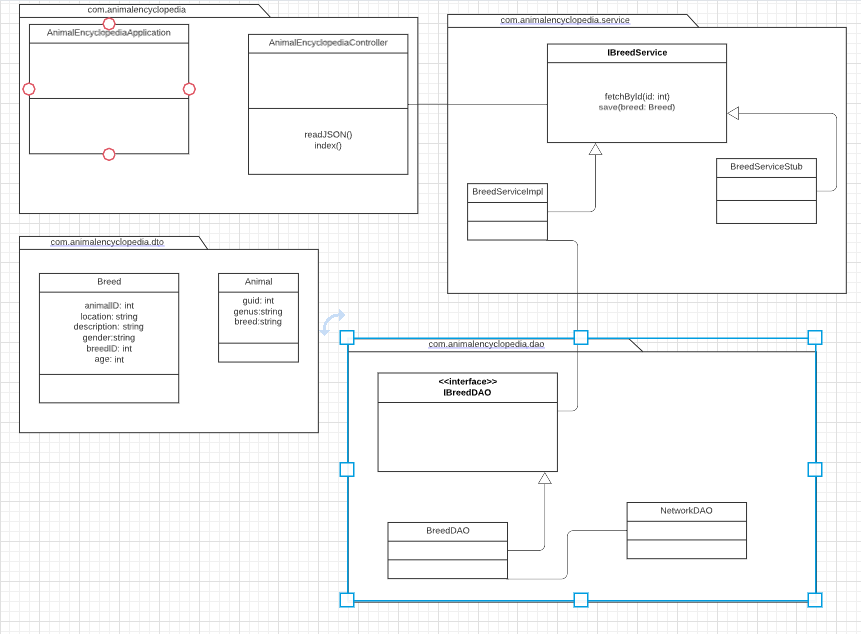 com.animalencyclopedia
AnimalEncyclopediaApplication
AnimalEncyclopediaController
readJSON()
index()
com.animalencyclopedia.service
IBreedService
fetchById(id: int)
save(breed: Breed)
BreedServiceStub
BreedServiceImpl
com.animalencyclopedia.dto
Breed
animalID: int
location: string
description: string
gender:string
breedID: int
age: int
Animal
guid: int
genus:string
breed:string
com.animalencyclopedia.dao
<<interface>>
IBreedDAO
BreedDAO
NetworkDAO